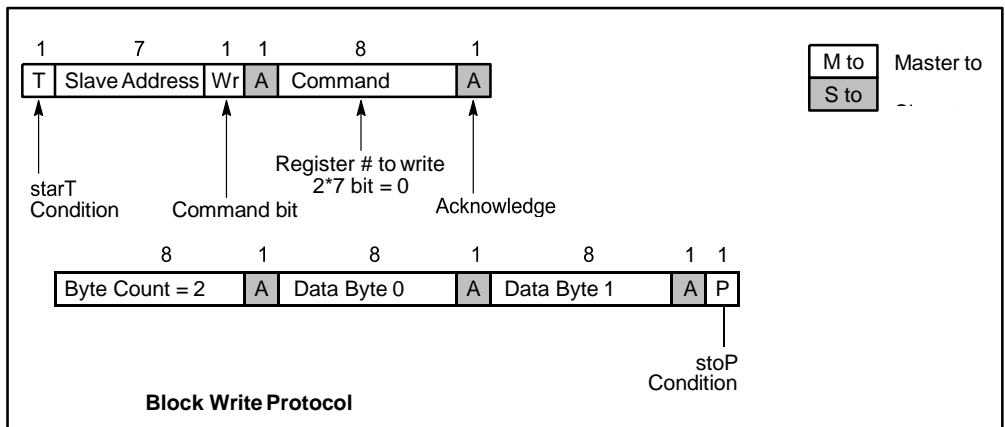 1 7 1 1 8 1
T Slave Address Wr A Command A
M to Master to
S to
Register # to write
2*7 bit = 0
starT
Condition
Command bit
Acknowledge
8 1 8 1 8 1 1
Byte Count = 2 A Data Byte 0 A Data Byte 1 A P
stoP
Condition
Block Write Protocol